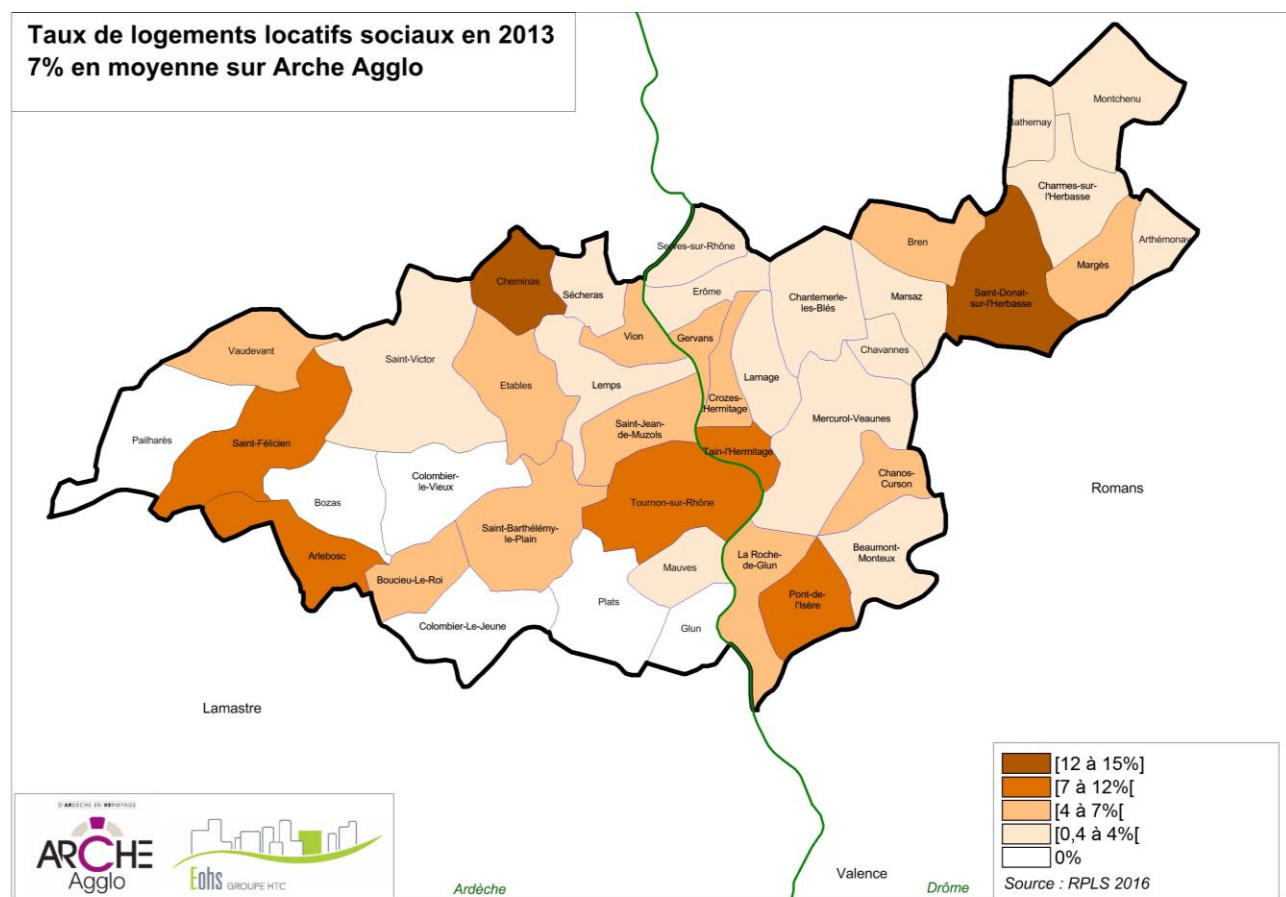 Taux de logements locatifs sociaux en 2013
7% en moyenne sur Arche Agglo
Montchenu
Bathernay
Charmes-sur-
l'Herbasse
Arthémonay
Bren
Margès
Serves-sur-Rhône
Cheminas
Sécheras
Erôme
Chantemerle-
les-Blés
Marsaz
Saint-Donat-
sur-l'Herbasse
Vion
Gervans
Chavannes
Vaudevant
Saint-Victor
Etables
Lemps
Larnage
Crozes-
Hermitage
Mercurol-Veaunes
Saint-Jean-
de-Muzols
Pailharès
Saint-Félicien
Tain-l'Hermitage
Chanos-
Curson
Colombier-
le-Vieux
Bozas
Tournon-sur-Rhône
Romans
Saint-Barthélémy-
le-Plain
Arlebosc
La Roche-
de-Glun
Beaumont-
Monteux
Mauves
Boucieu-Le-Roi
Plats
Pont-de-
l'Isère
Colombier-Le-Jeune
Glun
Lamastre
[12 à 15%]
[7 à 12%[
[4 à 7%[
[0,4 à 4%[
0%
Source : RPLS 2016
D'ARDÈCHE EN HERMITAGE
ARCHE
Agglo
Eohs GROUPE HTC
Ardèche
Valence
Drôme